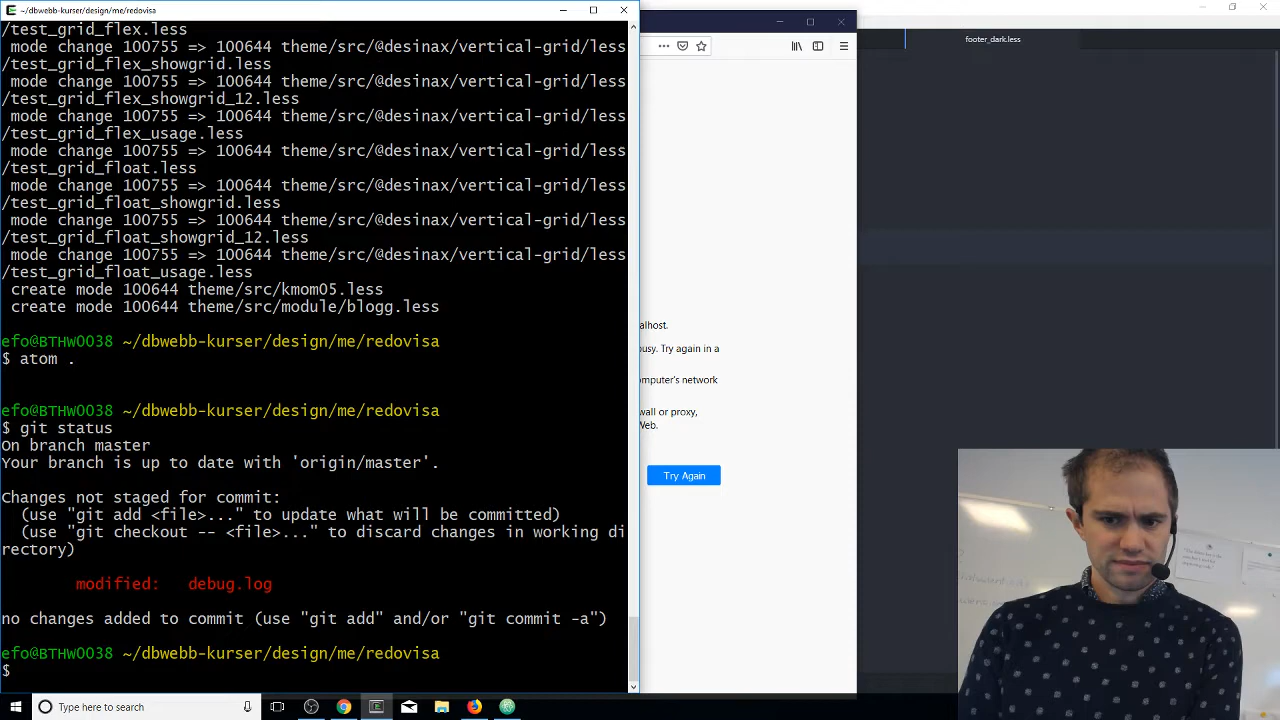 ~/dbwebb-kurser/design/me/redovisa
/test_grid_flex.less
mode change 100755 => 100644 theme/src/@desinax/vertical-grid/less
/test_grid_flex_showgrid.less
mode change 100755 => 100644 theme/src/@desinax/vertical-grid/less
/test_grid_flex_showgrid_12.less
mode change 100755 => 100644 theme/src/@desinax/vertical-grid/less
/test_grid_flex_usage.less
mode change 100755 => 100644 theme/src/@desinax/vertical-grid/less
/test_grid_float.less
mode change 100755 => 100644 theme/src/@desinax/vertical-grid/less
/test_grid_float_showgrid.less
mode change 100755 => 100644 theme/src/@desinax/vertical-grid/less
/test_grid_float_showgrid_12.less
mode change 100755 => 100644 theme/src/@desinax/vertical-grid/less
/test_grid_float_usage.less
create mode 100644 theme/src/kmom05.less
create mode 100644 theme/src/module/blogg.less
efo@BTHW0038 ~/dbwebb-kurser/design/me/redovisa
$ atom .
efo@BTHW0038 ~/dbwebb-kurser/design/me/redovisa
$ git status
On branch master
Your branch is up to date with 'origin/master'.
Changes not staged for commit:
(use "git add <file>..." to update what will be committed)
(use "git checkout -- <file>..." to discard changes in working di
rectory)
modified: debug.log
no changes added to commit (use "git add" and/or "git commit -a")
efo@BTHW0038 ~/dbwebb-kurser/design/me/redovisa
$
alhost.
busy. Try again in a
omputer's network
wall or proxy,
Web.
Try Again
footer_dark.less
Type here to search